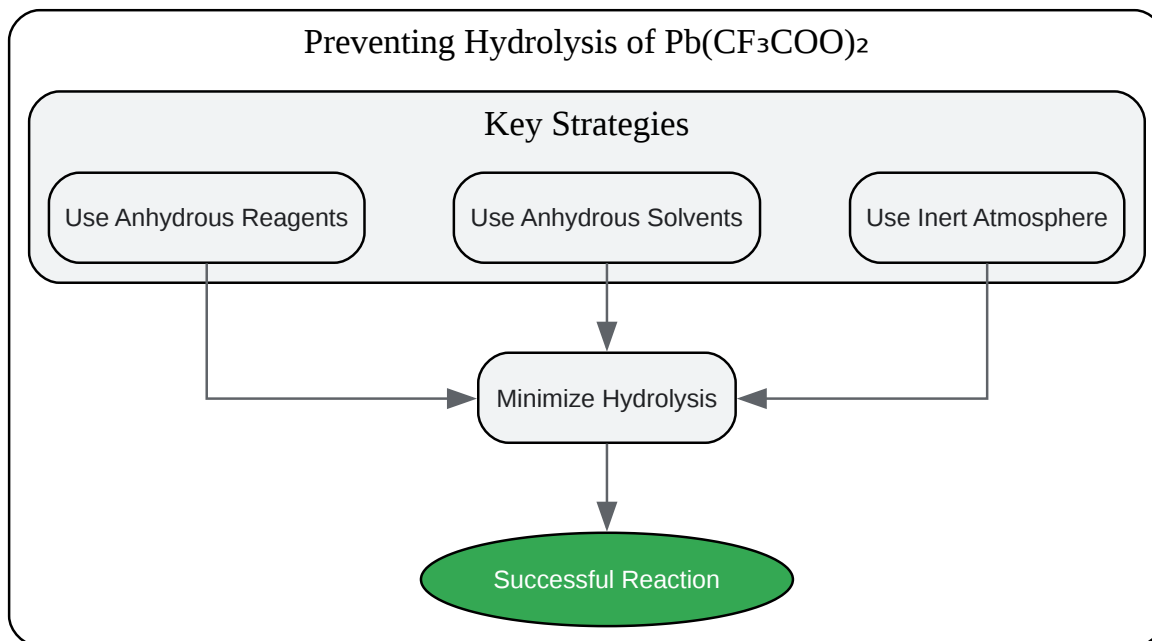 Preventing Hydrolysis of Pb(CF₃COO)₂
Key Strategies
Use Anhydrous Reagents
Use Anhydrous Solvents
Use Inert Atmosphere
Minimize Hydrolysis
Successful Reaction